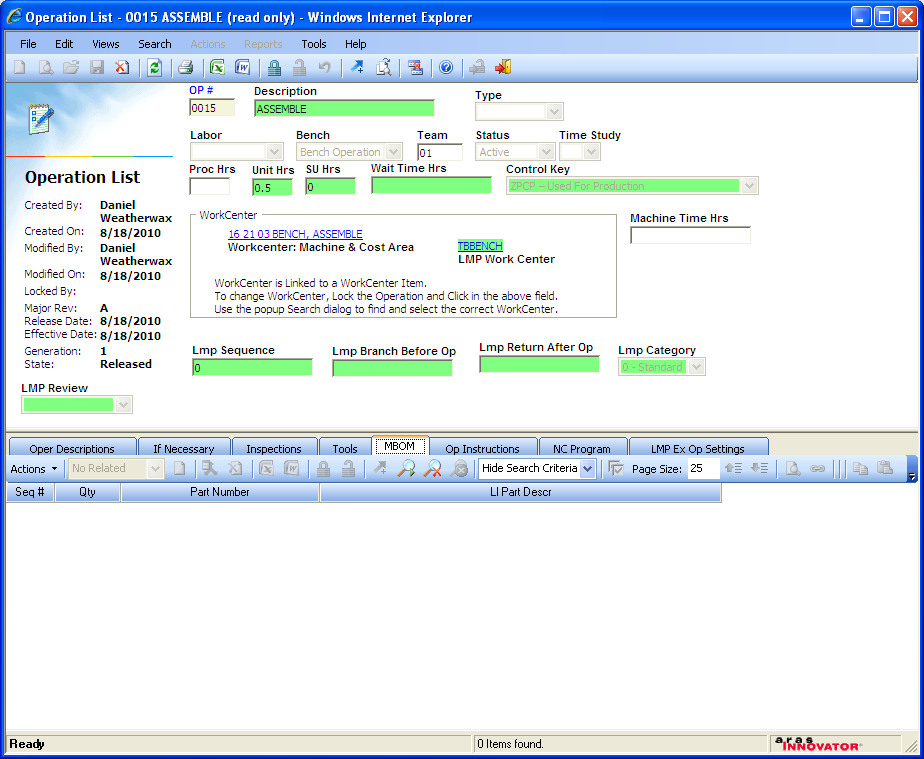 Operation List - 0015 ASSEMBLE (read only) - Windows Internet Explorer
File Edit Views Search Actions Reports Tools Help
OP # Description Type
0015 ASSEMBLE
Labor Bench Team Status Time Study
Bench Operation 01 Active
Proc Hrs Unit Hrs SU Hrs Wait Time Hrs Control Key
0.5 0 ZPCP -- Used For Production
Operation List
Created By: Daniel
Weatherwax
Created On: 8/18/2010
Modified By: Daniel
Weatherwax
Modified On: 8/18/2010
Locked By:
Major Rev: A
Release Date: 8/18/2010
Effective Date: 8/18/2010
Generation: 1
State: Released
WorkCenter
16 21 03 BENCH, ASSEMBLE
Workcenter: Machine & Cost Area
TBBENCH
LMP Work Center
WorkCenter is Linked to a WorkCenter Item.
To change WorkCenter, Lock the Operation and Click in the above field.
Use the popup Search dialog to find and select the correct WorkCenter.
Machine Time Hrs
Lmp Sequence Lmp Branch Before Op Lmp Return After Op Lmp Category
0 0 - Standard
LMP Review
Oper Descriptions If Necessary Inspections Tools MBOM Op Instructions NC Program LMP Ex Op Settings
Actions No Related Hide Search Criteria Page Size: 25
Seq # Qty Part Number LI Part Descr
Ready 0 Items found. aras INNOVATOR